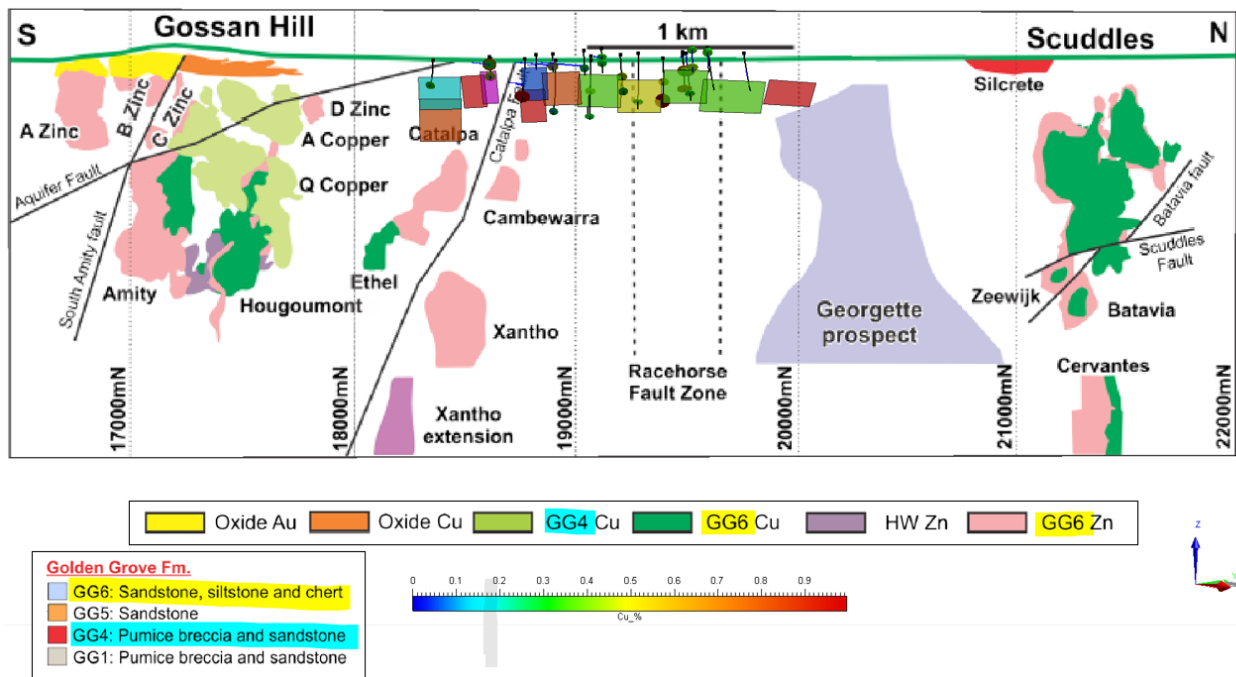 S
Gossan Hill
1 km
Scuddles
N
Silcrete
A Zinc
B Zinc
C Zinc
D Zinc
A Copper
Q Copper
Catalpa
Catalpa Fault
Aquifer Fault
South Amity fault
Amity
Hougoumont
Ethel
Cambewarra
Xantho
Xantho
extension
Racehorse
Fault Zone
Georgette
prospect
Batavia fault
Scuddles
Fault
Zeewijk
Batavia
Cervantes
17000mN
18000mN
19000mN
20000mN
21000mN
22000mN
Oxide Au
Oxide Cu
GG4 Cu
GG6 Cu
HW Zn
GG6 Zn
Golden Grove Fm.
GG6: Sandstone, siltstone and chert
GG5: Sandstone
GG4: Pumice breccia and sandstone
GG1: Pumice breccia and sandstone
0 0.1 0.2 0.3 0.4 0.5 0.6 0.7 0.8 0.9
Cu_%
Z
Y